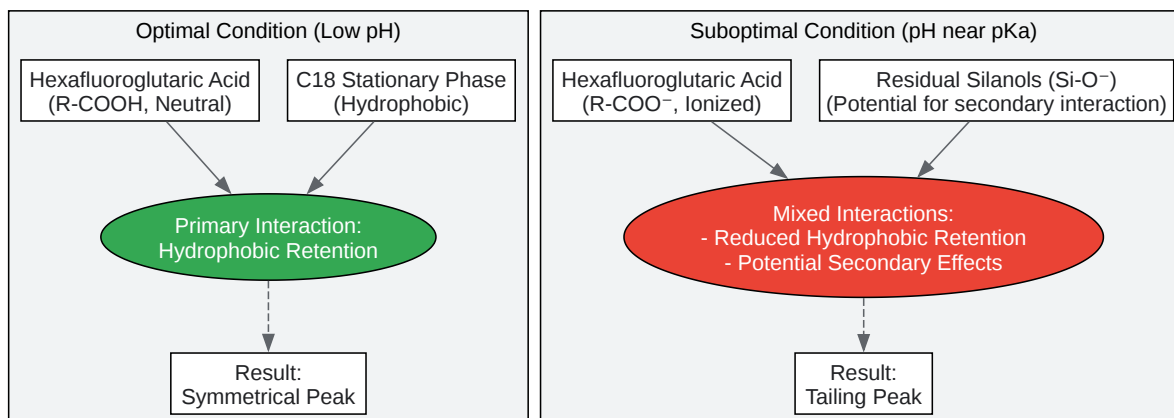 Optimal Condition (Low pH)
Hexafluoroglutaric Acid
(R-COOH, Neutral)
C18 Stationary Phase
(Hydrophobic)
Primary Interaction:
Hydrophobic Retention
Result:
Symmetrical Peak
Suboptimal Condition (pH near pKa)
Hexafluoroglutaric Acid
(R-COO⁻, Ionized)
Residual Silanols (Si-O⁻)
(Potential for secondary interaction)
Mixed Interactions:
- Reduced Hydrophobic Retention
- Potential Secondary Effects
Result:
Tailing Peak